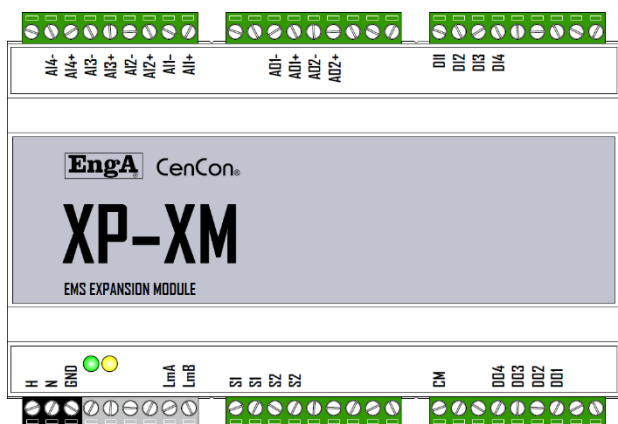 AI4- AI4+ AI3- AI3+ AI2- AI2+ AI1- AI1+
AO1- AO1+ AO2- AO2+
DI1 DI2 DI3 DI4
EngA CenCon®
XP-XM
EMS EXPANSION MODULE
H N GND
LmA LmB
S1 S1 S2 S2
CM
DO4 DO3 DO2 DO1